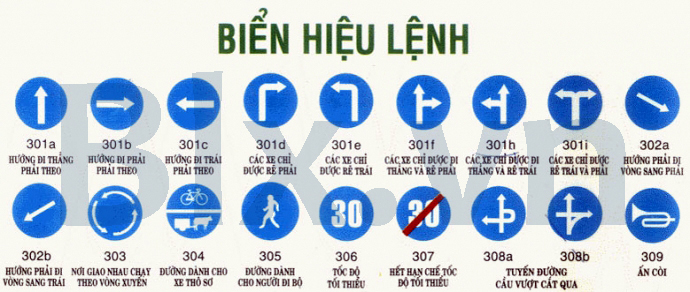 BIỂN HIỆU LỆNH
301a 301b 301c 301d 301e 301f 301h 301i 302a
HƯỚNG ĐI THẲNG PHẢI THEO
HƯỚNG ĐI PHẢI PHẢI THEO
HƯỚNG ĐI TRÁI PHẢI THEO
CÁC XE CHỈ ĐƯỢC RẼ PHẢI
CÁC XE CHỈ ĐƯỢC RẼ TRÁI
CÁC XE CHỈ ĐƯỢC ĐI THẲNG VÀ RẼ PHẢI
CÁC XE CHỈ ĐƯỢC ĐI THẲNG VÀ RẼ TRÁI
CÁC XE CHỈ ĐƯỢC RẼ TRÁI VÀ PHẢI
HƯỚNG PHẢI ĐI VÒNG SANG PHẢI
30 30
302b 303 304 305 306 307 308a 308b 309
HƯỚNG PHẢI ĐI VÒNG SANG TRÁI
NƠI GIAO NHAU CHẠY THEO VÒNG XUYẾN
ĐƯỜNG DÀNH CHO XE THÔ SƠ
ĐƯỜNG DÀNH CHO NGƯỜI ĐI BỘ
TỐC ĐỘ TỐI THIỂU
HẾT HẠN CHẾ TỐC ĐỘ TỐI THIỂU
TUYẾN ĐƯỜNG CẦU VƯỢT CẮT QUA
ẤN CÒI
Blx.vn